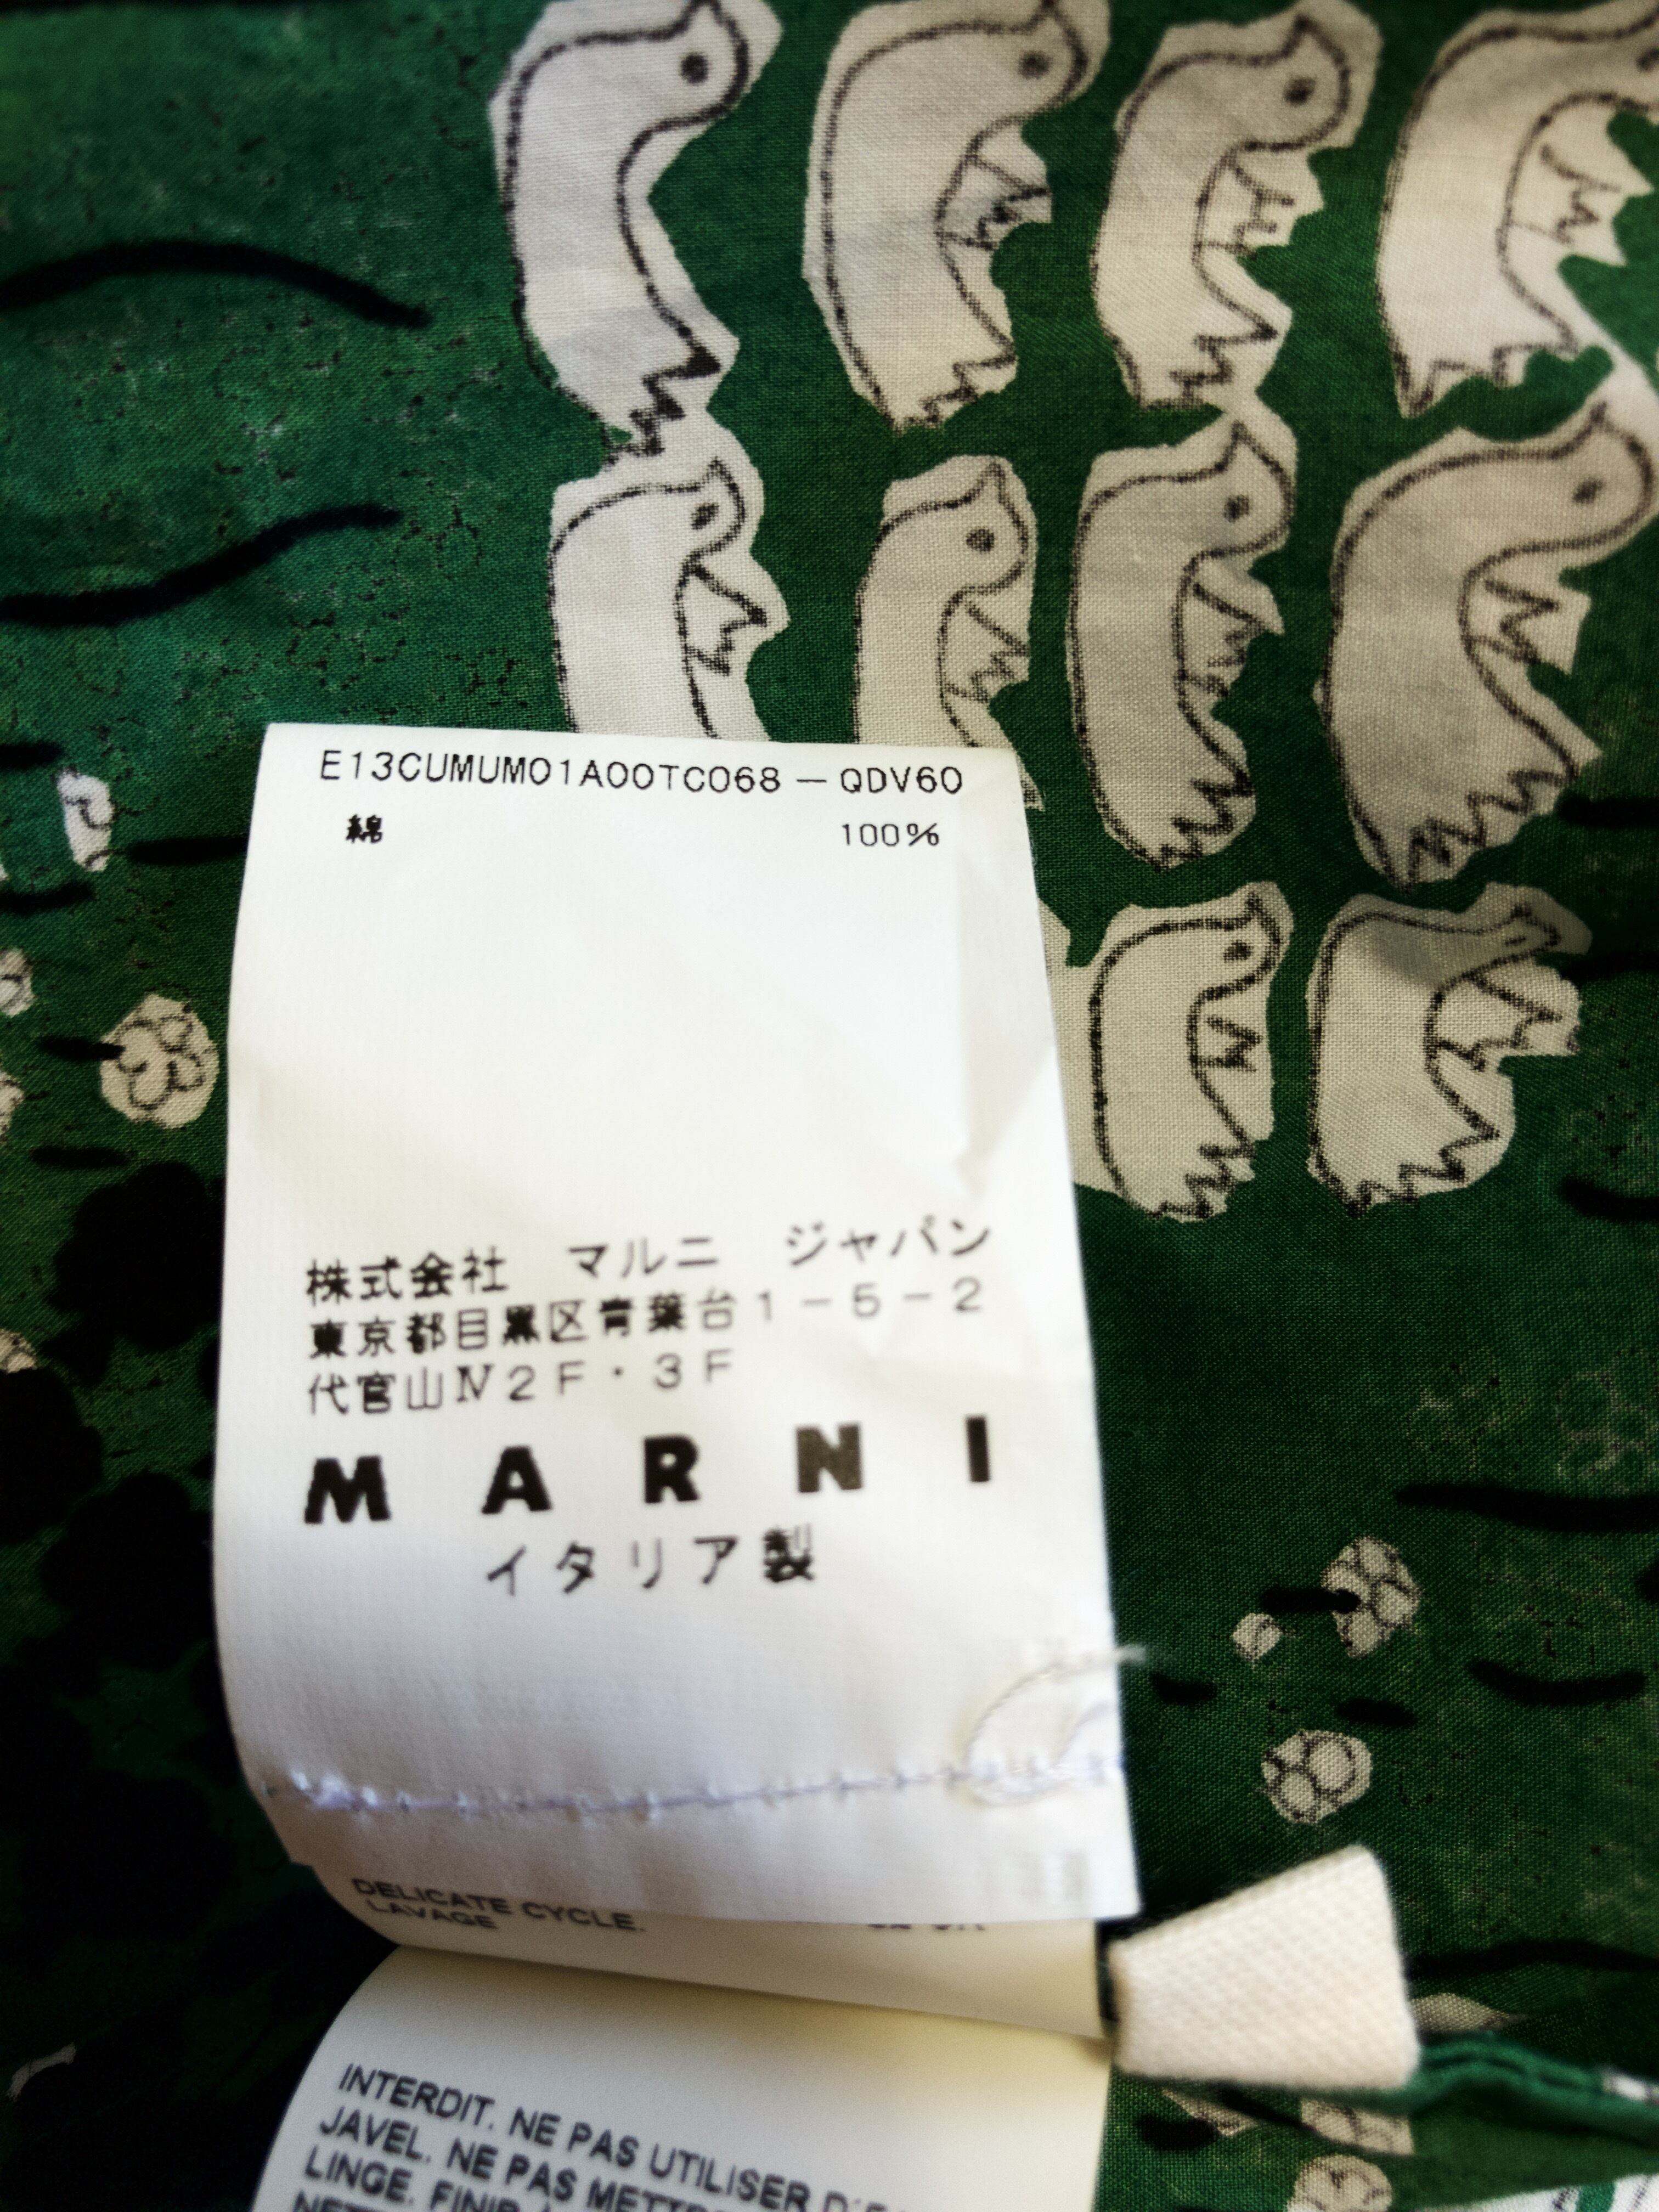 E13CUMUM01A00TC068－QDV60
綿 100%
株式会社 マルニ ジャパン
東京都目黒区青葉台1－5－2
代官山Ⅳ2F・3F
MARNI
イタリア製
DELICATE CYCLE.
LAVAGE
INTERDIT. NE PAS UTILISER
JAVEL. NE PAS
LINGE.